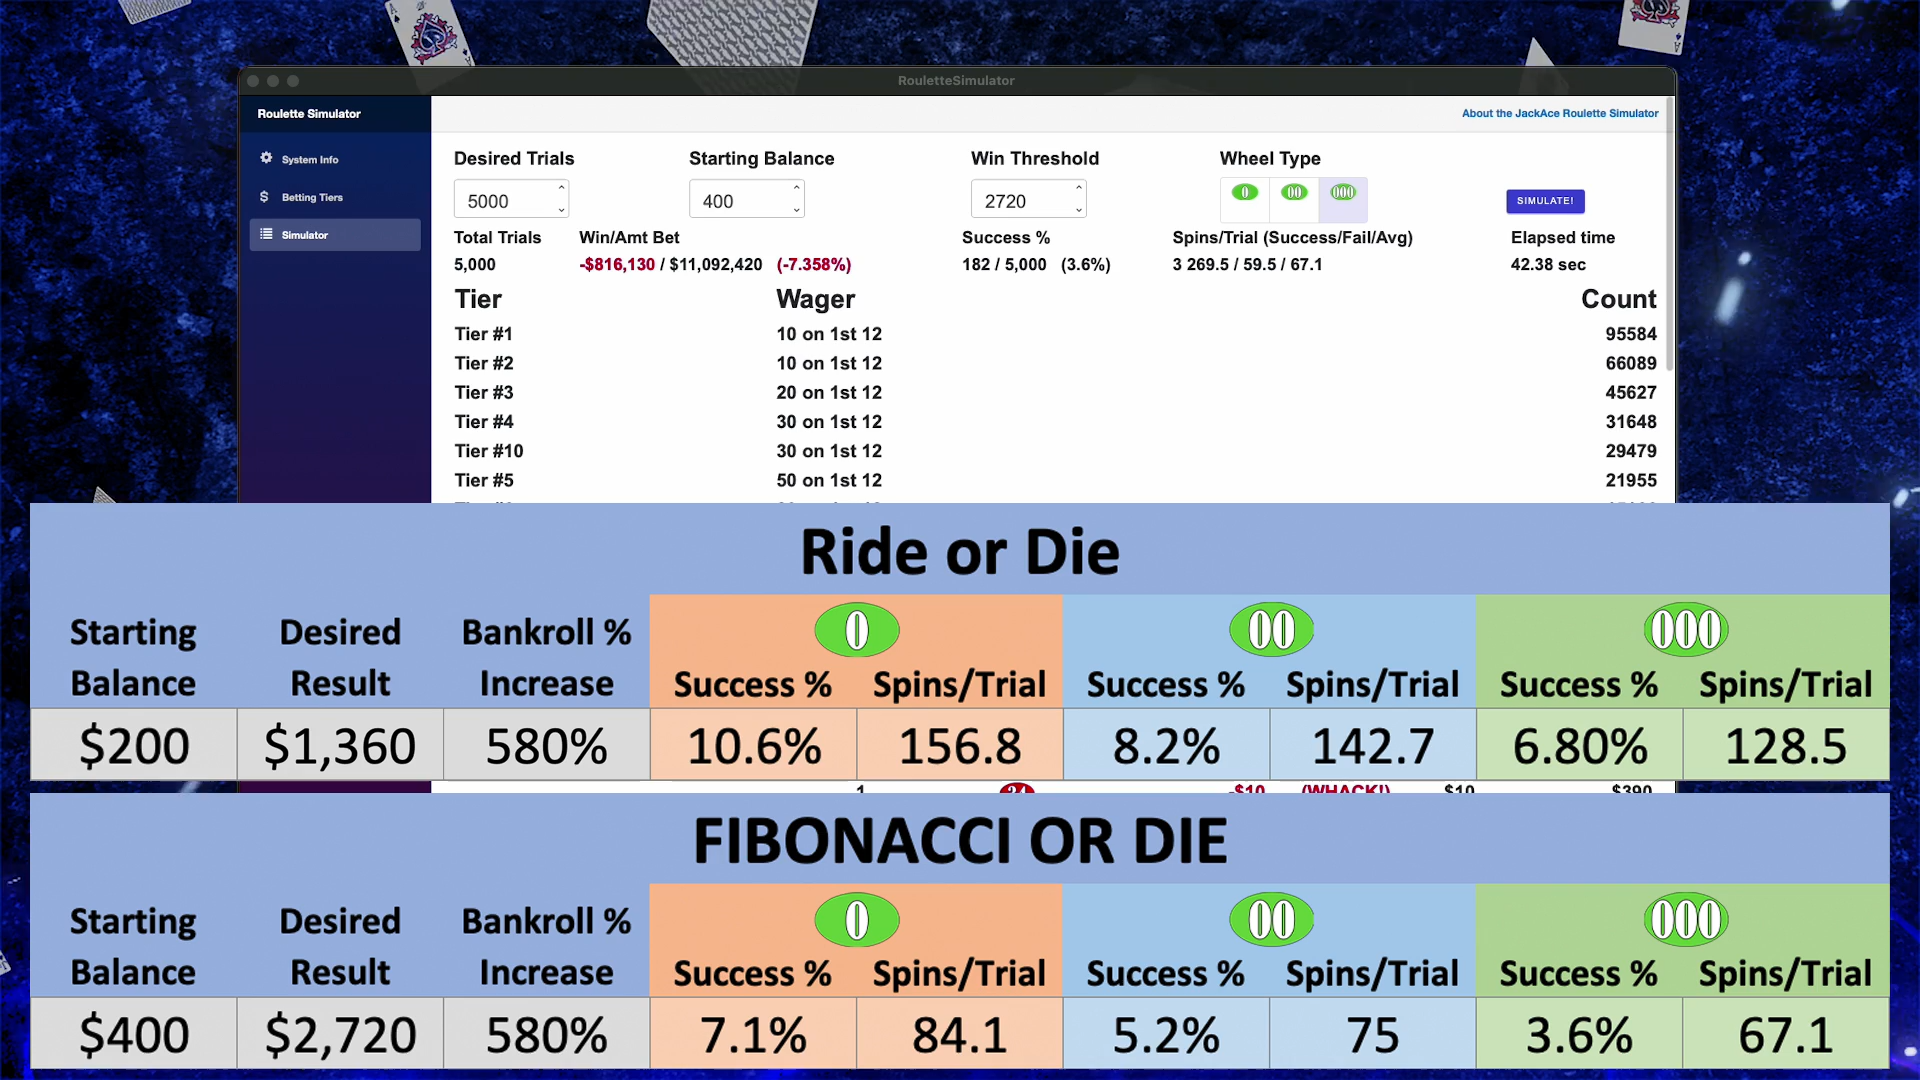 RouletteSimulator
Roulette Simulator
About the JackAce Roulette Simulator
System Info
Betting Tiers
Simulator
Desired Trials Starting Balance Win Threshold Wheel Type
5000 400 2720 0 00 000 SIMULATE!
Total Trials Win/Amt Bet Success % Spins/Trial (Success/Fail/Avg) Elapsed time
5,000 -$816,130 / $11,092,420 (-7.358%) 182 / 5,000 (3.6%) 3 269.5 / 59.5 / 67.1 42.38 sec
Tier Wager Count
Tier #1 10 on 1st 12 95584
Tier #2 10 on 1st 12 66089
Tier #3 20 on 1st 12 45627
Tier #4 30 on 1st 12 31648
Tier #10 30 on 1st 12 29479
Tier #5 50 on 1st 12 21955
Ride or Die
Starting Balance Desired Result Bankroll % Increase
0 00 000
Success % Spins/Trial Success % Spins/Trial Success % Spins/Trial
$200 $1,360 580% 10.6% 156.8 8.2% 142.7 6.80% 128.5
1 -$10 (WHACK!) $10 $390
FIBONACCI OR DIE
Starting Balance Desired Result Bankroll % Increase
0 00 000
Success % Spins/Trial Success % Spins/Trial Success % Spins/Trial
$400 $2,720 580% 7.1% 84.1 5.2% 75 3.6% 67.1